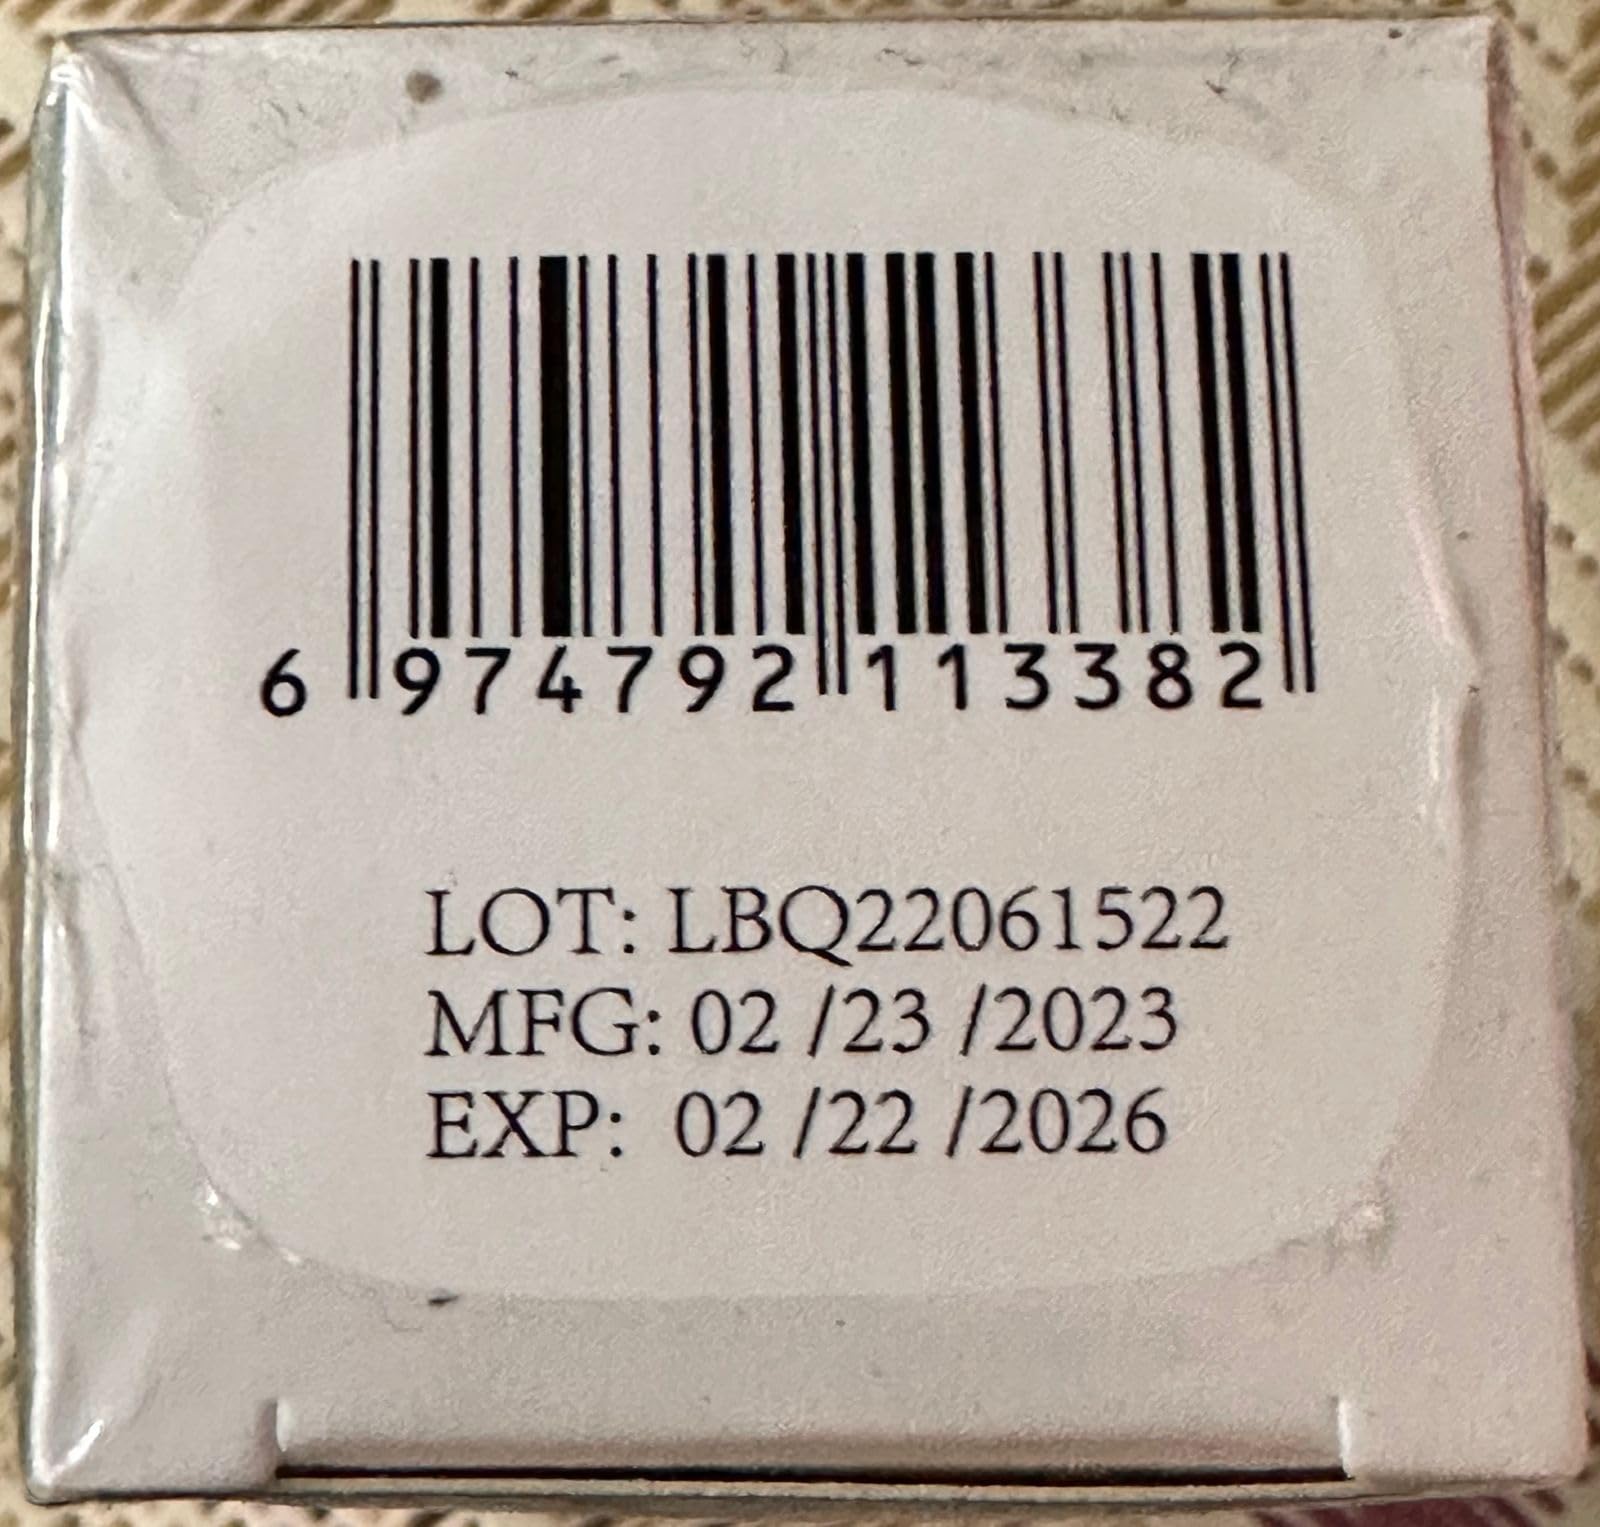 6 974792 113382
LOT: LBQ22061522
MFG: 02 /23 /2023
EXP: 02 /22 /2026